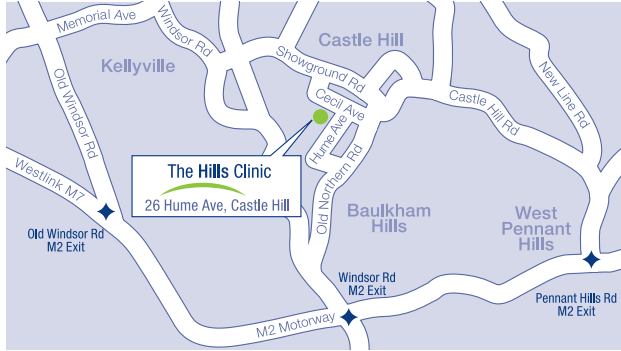 Memorial Ave
Windsor Rd
Castle Hill
Showground Rd
Kellyville
Old Windsor Rd
Cecil Ave
Hume Ave
Castle Hill Rd
New Line Rd
Westlink M7
The Hills Clinic
26 Hume Ave, Castle Hill
Old Northern Rd
Baulkham
Hills
West
Pennant
Hills
Old Windsor Rd
M2 Exit
Windsor Rd
M2 Exit
Pennant Hills Rd
M2 Exit
M2 Motorway